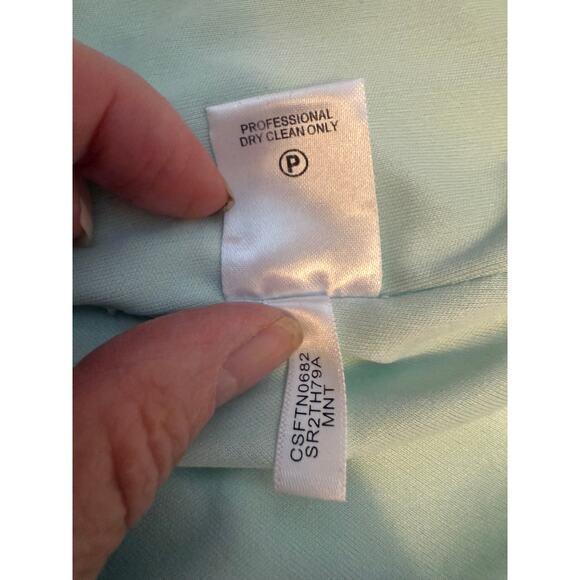 PROFESSIONAL
DRY CLEAN ONLY
P
CSFTN0682
SR2TH79A
MNT